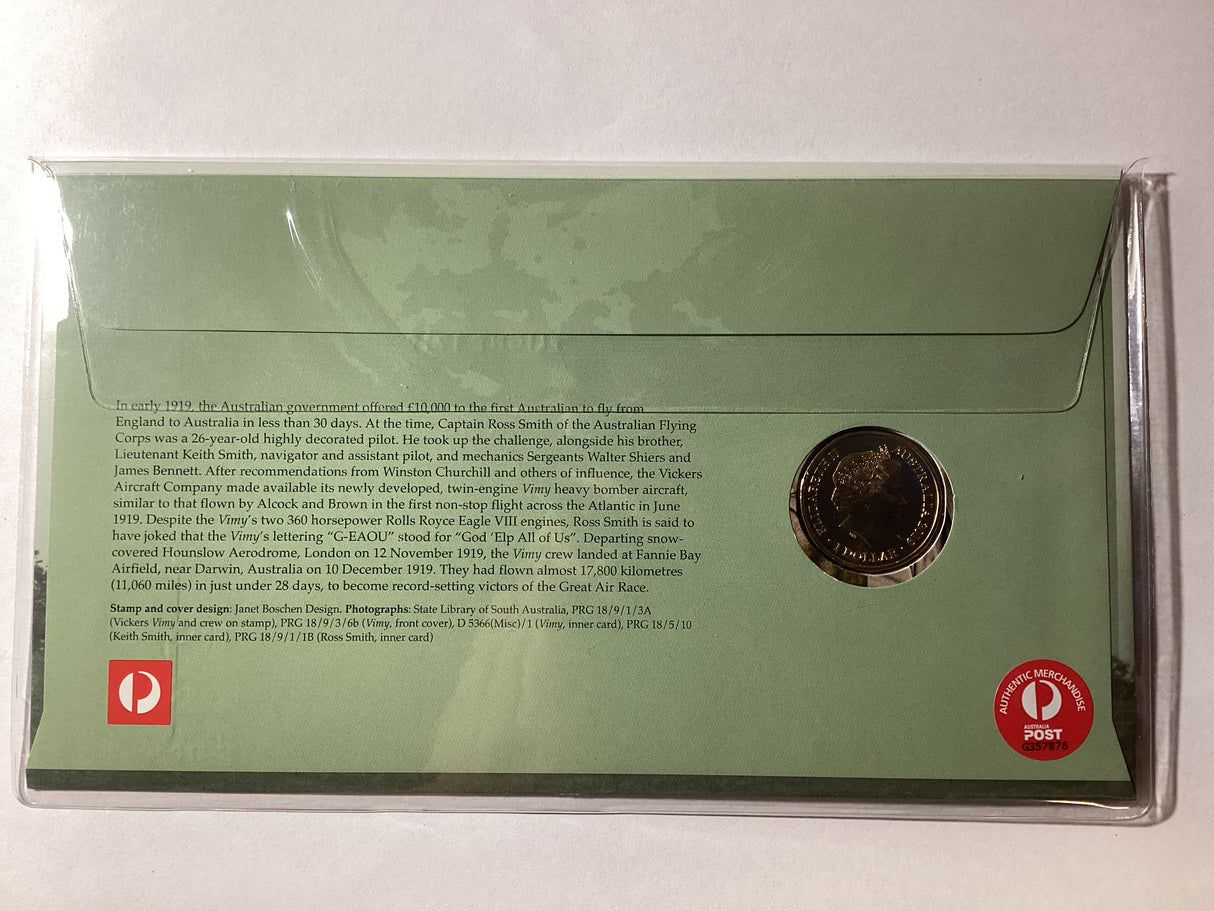 In early 1919, the Australian government offered £10,000 to the first Australian to fly from
England to Australia in less than 30 days. At the time, Captain Ross Smith of the Australian Flying
Corps was a 26-year-old highly decorated pilot. He took up the challenge, alongside his brother,
Lieutenant Keith Smith, navigator and assistant pilot, and mechanics Sergeants Walter Shiers and
James Bennett. After recommendations from Winston Churchill and others of influence, the Vickers
Aircraft Company made available its newly developed, twin-engine Vimy heavy bomber aircraft,
similar to that flown by Alcock and Brown in the first non-stop flight across the Atlantic in June
1919. Despite the Vimy's two 360 horsepower Rolls Royce Eagle VIII engines, Ross Smith is said to
have joked that the Vimy's lettering “G-EAOU” stood for “God ‘Elp All of Us”. Departing snow-
covered Hounslow Aerodrome, London on 12 November 1919, the Vimy crew landed at Fannie Bay
Airfield, near Darwin, Australia on 10 December 1919. They had flown almost 17,800 kilometres
(11,060 miles) in just under 28 days, to become record-setting victors of the Great Air Race.
Stamp and cover design: Janet Boschen Design. Photographs: State Library of South Australia, PRG 18/9/1/3A
(Vickers Vimy and crew on stamp), PRG 18/9/3/6b (Vimy, front cover), D 5366(Misc)/1 (Vimy, inner card), PRG 18/5/10
(Keith Smith, inner card), PRG 18/9/1/1B (Ross Smith, inner card)
ELIZABETH II AUSTRALIA
1 DOLLAR
AUTHENTIC MERCHANDISE
AUSTRALIA
POST
G357876